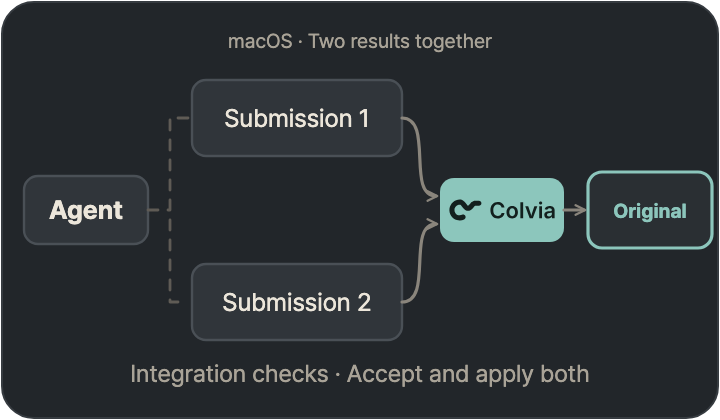 macOS · Two results together
Submission 1
Agent
Colvia
Original
Submission 2
Integration checks · Accept and apply both